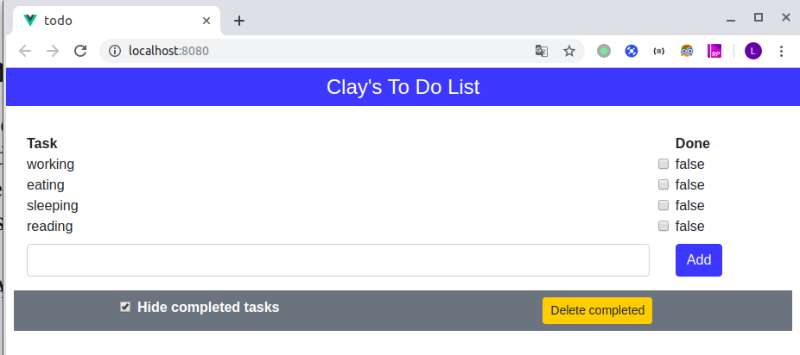 todo
localhost:8080
Clay's To Do List
Task Done
working false
eating false
sleeping false
reading false
Add
Hide completed tasks Delete completed
L